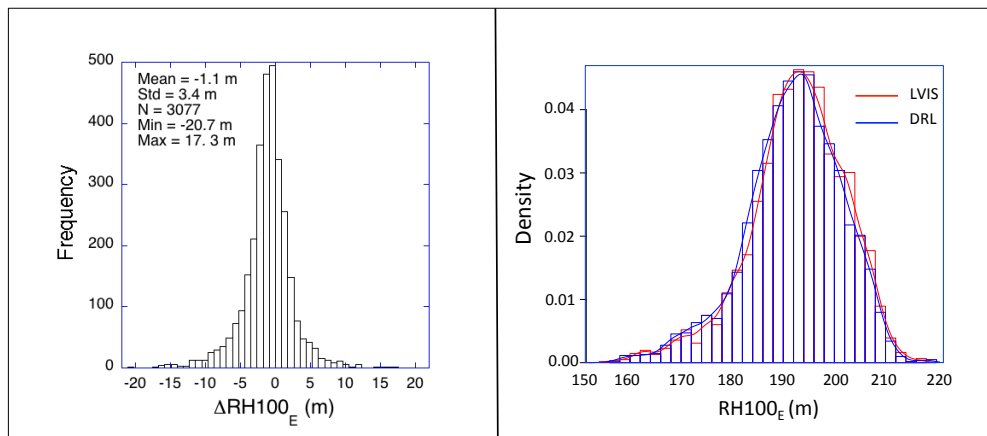 500
400
300
200
100
0
Frequency
Mean = -1.1 m
Std = 3.4 m
N = 3077
Min = -20.7 m
Max = 17. 3 m
-20 -15 -10 -5 0 5 10 15 20
ΔRH100E (m)
0.04
0.03
0.02
0.01
0.00
Density
LVIS
DRL
150 160 170 180 190 200 210 220
RH100E (m)